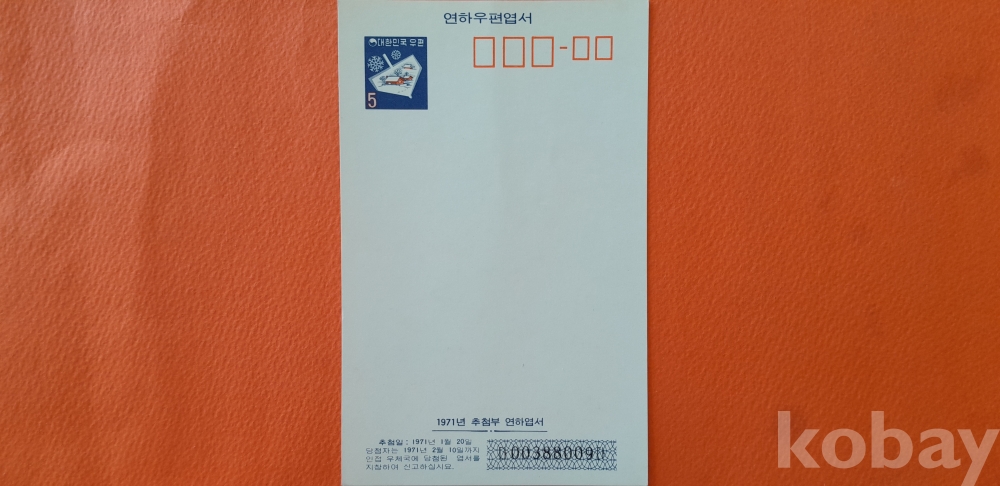 연하우편엽서
대한민국 우편
5
1971년 추첨부 연하엽서
추첨일 : 1971년 1월 20일
당첨자는 1971년 2월 10일까지
인접 우체국에 당첨된 엽서를
지참하여 신고하십시요.
00388009
kobay